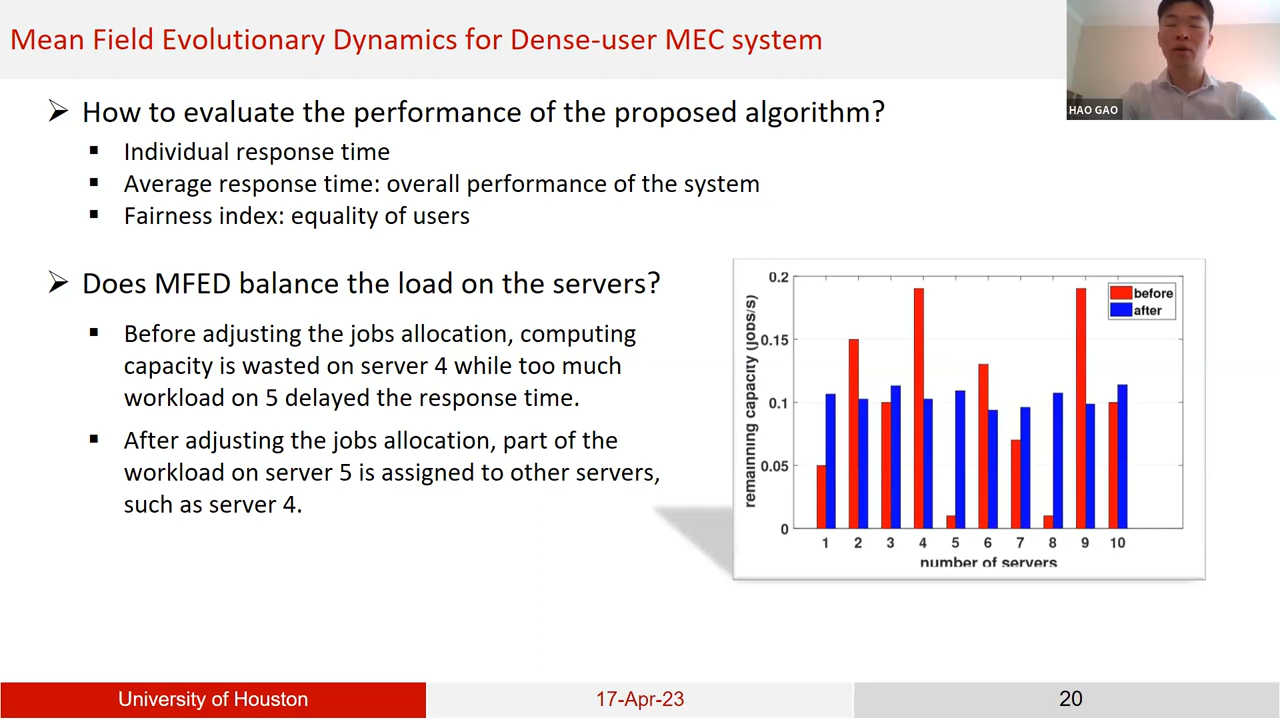 Mean Field Evolutionary Dynamics for Dense-user MEC system
HAO GAO
How to evaluate the performance of the proposed algorithm?
Individual response time
Average response time: overall performance of the system
Fairness index: equality of users
Does MFED balance the load on the servers?
Before adjusting the jobs allocation, computing
capacity is wasted on server 4 while too much
workload on 5 delayed the response time.
After adjusting the jobs allocation, part of the
workload on server 5 is assigned to other servers,
such as server 4.
remainning capacity (jobs/s)
0.2
0.15
0.1
0.05
0
before
after
1 2 3 4 5 6 7 8 9 10
number of servers
University of Houston
17-Apr-23
20